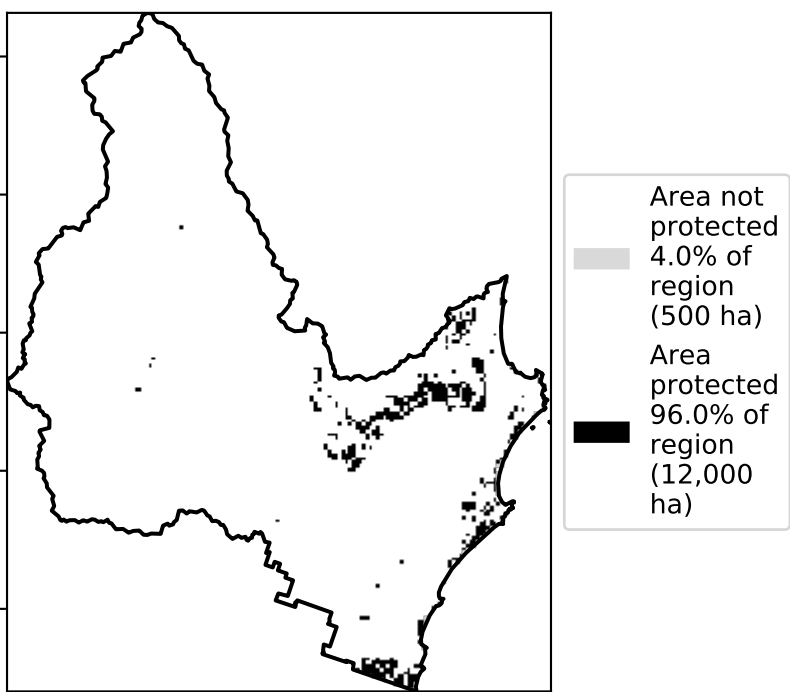 Area not
protected
4.0% of
region
(500 ha)
Area
protected
96.0% of
region
(12,000
ha)